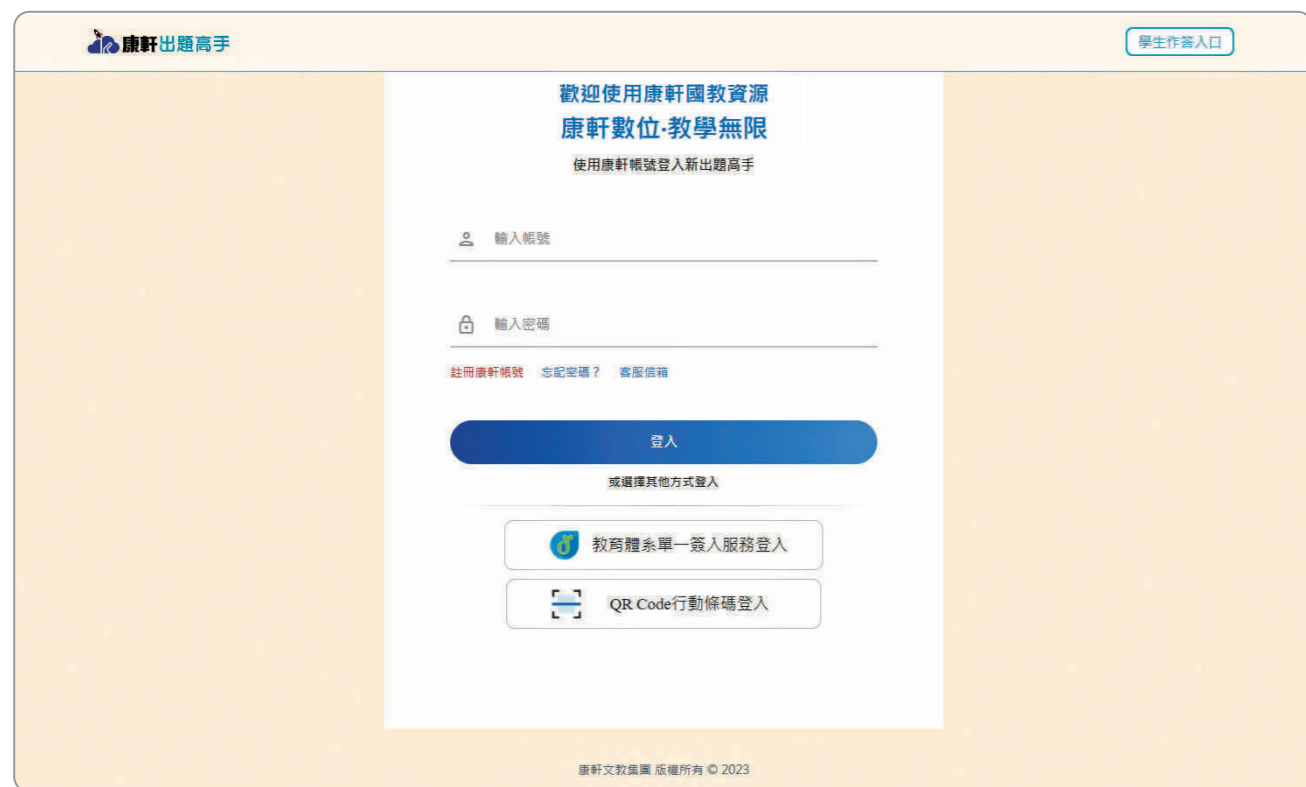 康軒出題高手
學生作答入口
歡迎使用康軒國教資源
康軒數位·教學無限
使用康軒帳號登入新出題高手
輸入帳號
輸入密碼
註冊康軒帳號 忘記密碼？ 客服信箱
登入
或選擇其他方式登入
教育體系單一簽入服務登入
QR Code行動條碼登入
康軒文教集團 版權所有 © 2023